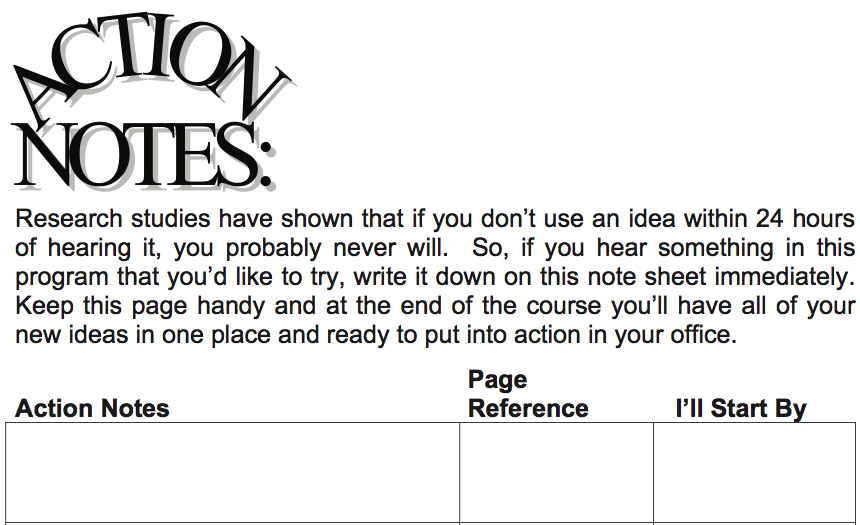 ACTION
NOTES:
Research studies have shown that if you don’t use an idea within 24 hours
of hearing it, you probably never will.  So, if you hear something in this
program that you’d like to try, write it down on this note sheet immediately.
Keep this page handy and at the end of the course you’ll have all of your
new ideas in one place and ready to put into action in your office.
Page
Action Notes Reference I’ll Start By